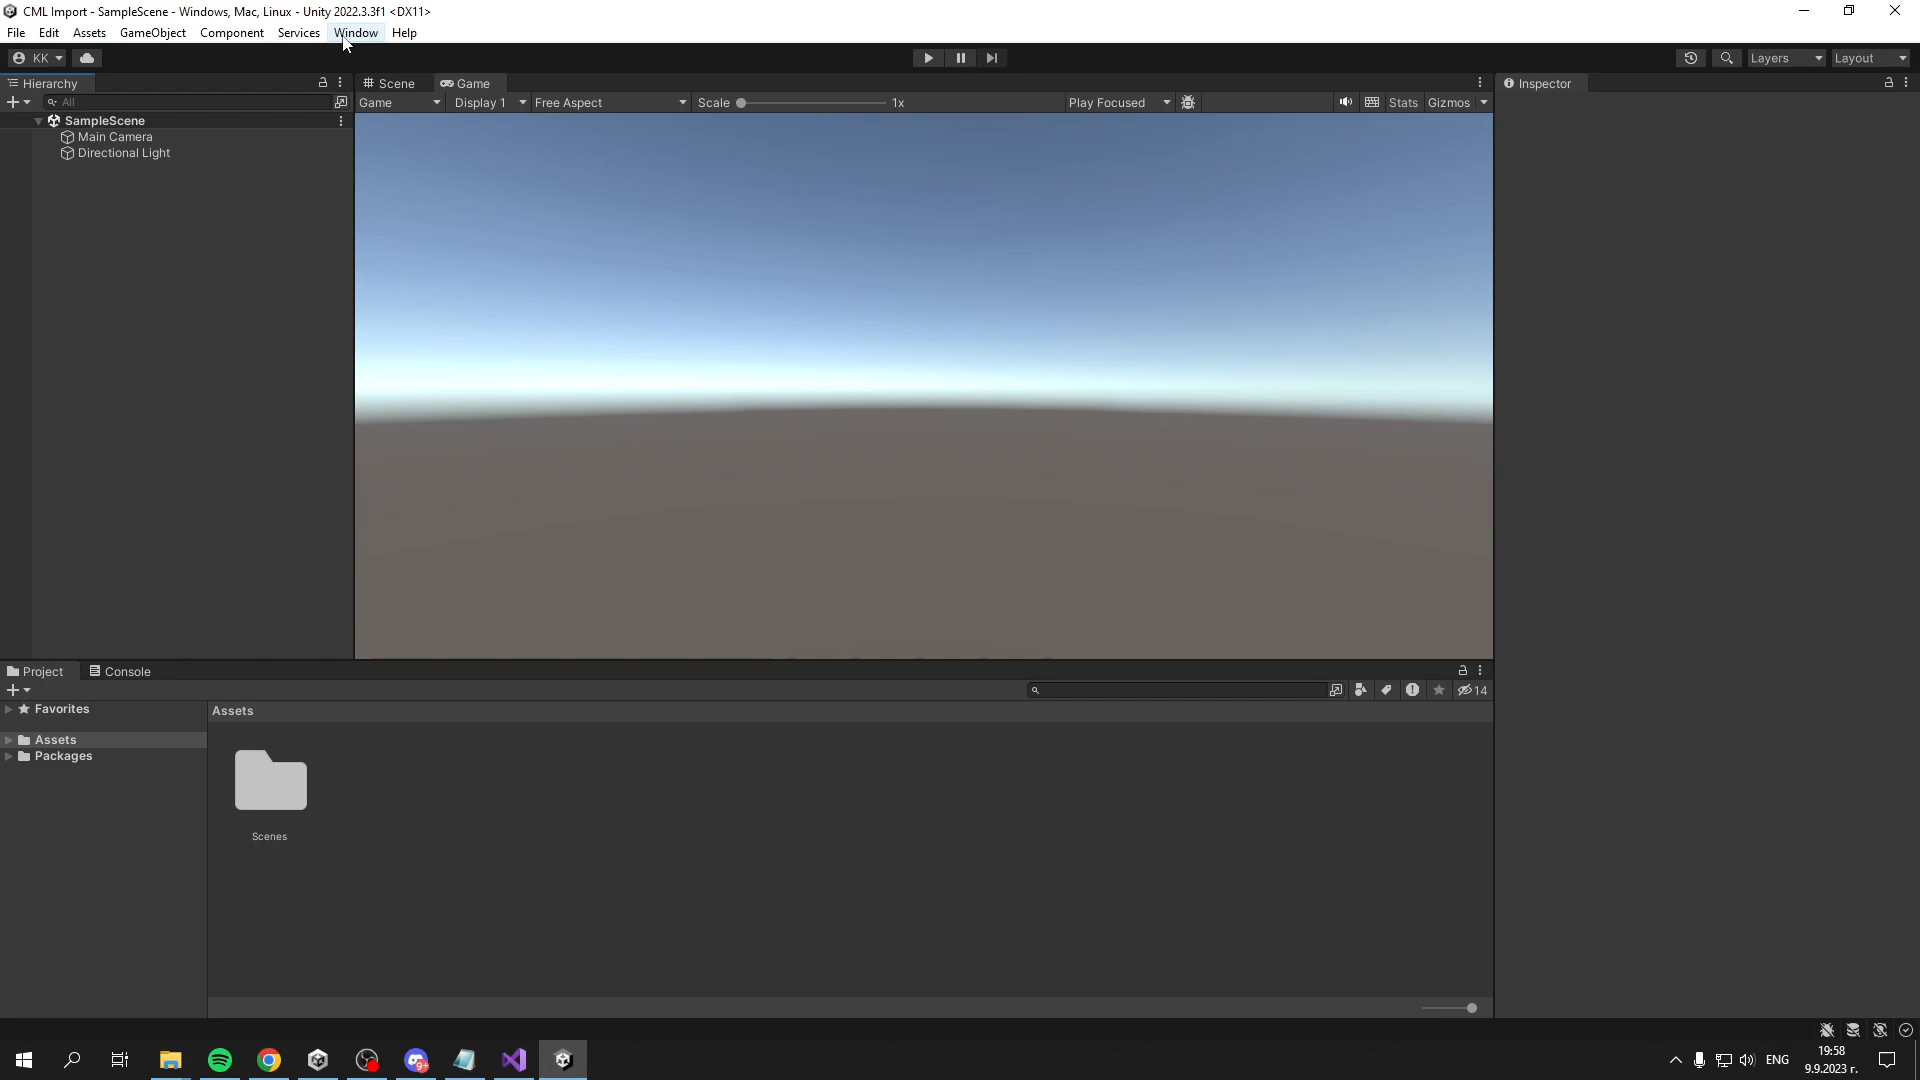 CML Import - SampleScene - Windows, Mac, Linux - Unity 2022.3.3f1 <DX11>
File Edit Assets GameObject Component Services Window Help
KK Layers Layout
Hierarchy Scene Game Inspector
All Game Display 1 Free Aspect Scale 1x Play Focused Stats Gizmos
SampleScene
Main Camera
Directional Light
Project Console
14
Favorites
Assets
Assets
Packages
Scenes
9+
ENG
19:58
9.9.2023 г.